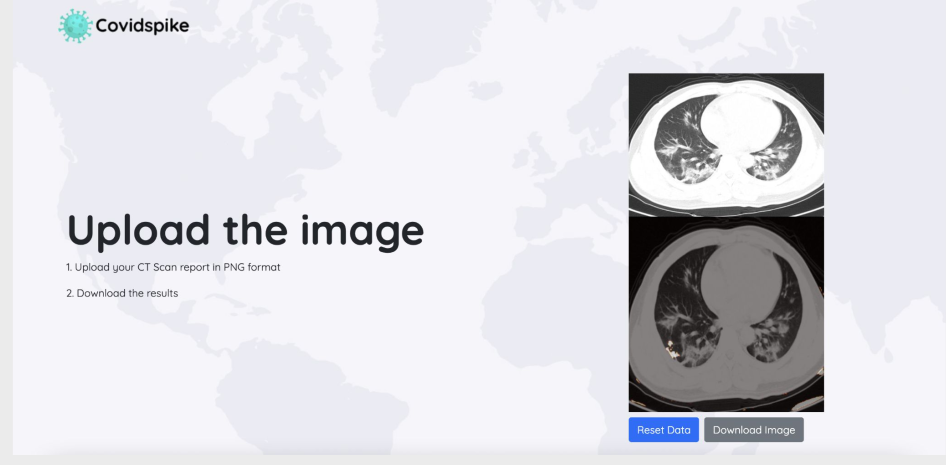 Covidspike
Upload the image
1. Upload your CT Scan report in PNG format
2. Download the results
Reset Data
Download Image